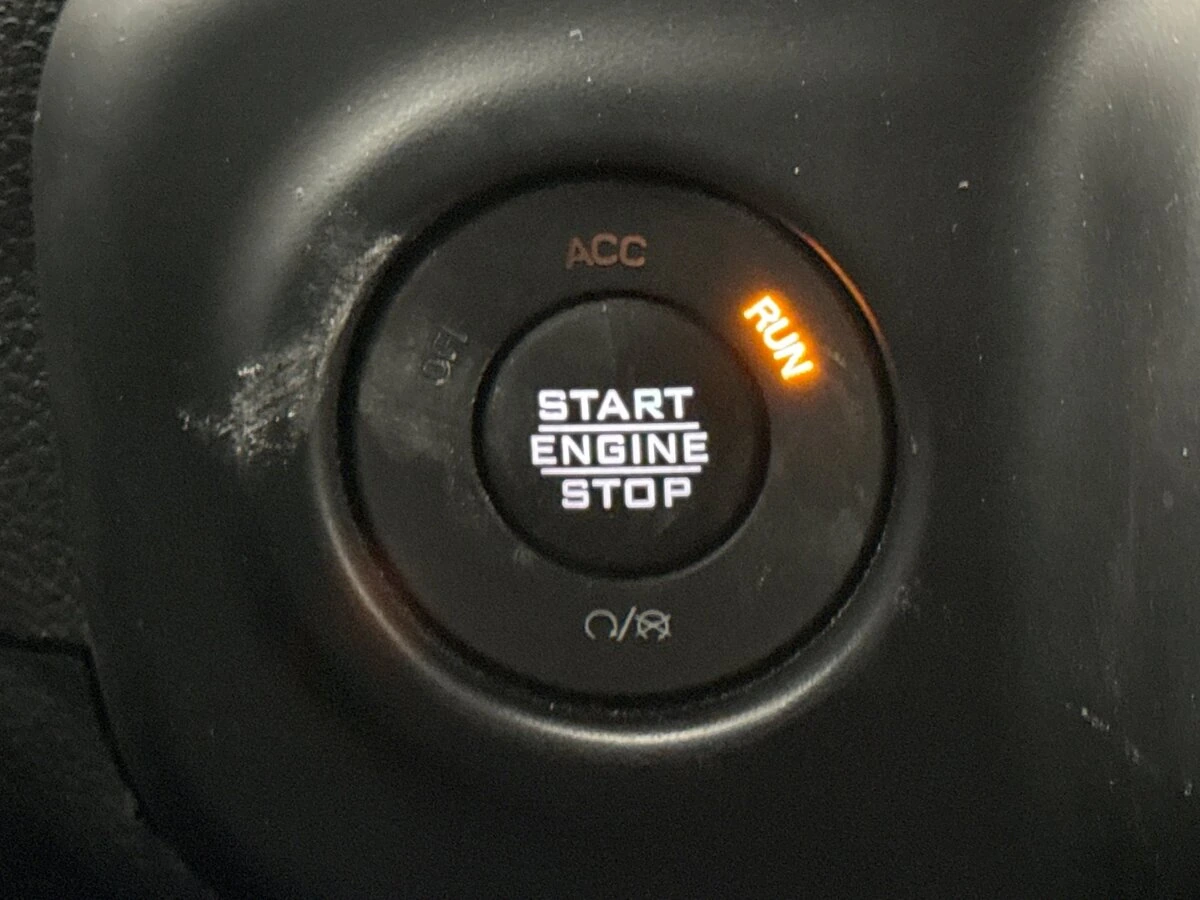 ACC
RUN
OFF
START
ENGINE
STOP